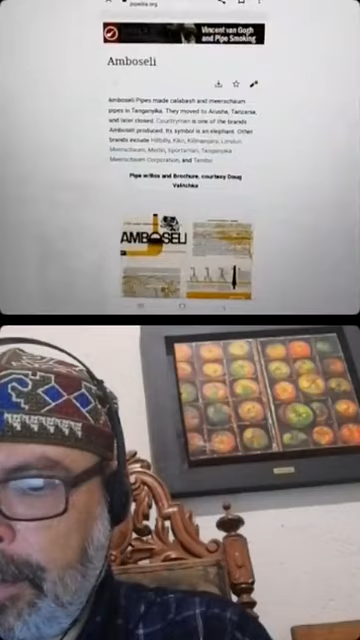 pipedia.org
Vincent van Gogh
and Pipe Smoking
Amboseli
Amboseli Pipes made calabash and meerschaum
pipes in Tanganyika. They moved to Arusha, Tanzania,
and later closed. Countryman is one of the brands
Amboseli produced. Its symbol is an elephant. Other
brands include Hillbilly, Kiko, Kilimanjaro, London
Meerschaum, Merlin, Sportsman, Tanganyika
Meerschaum Corporation, and Tembo
Pipe w/Box and Brochure, courtesy Doug
Valitchka
AMBOSELI